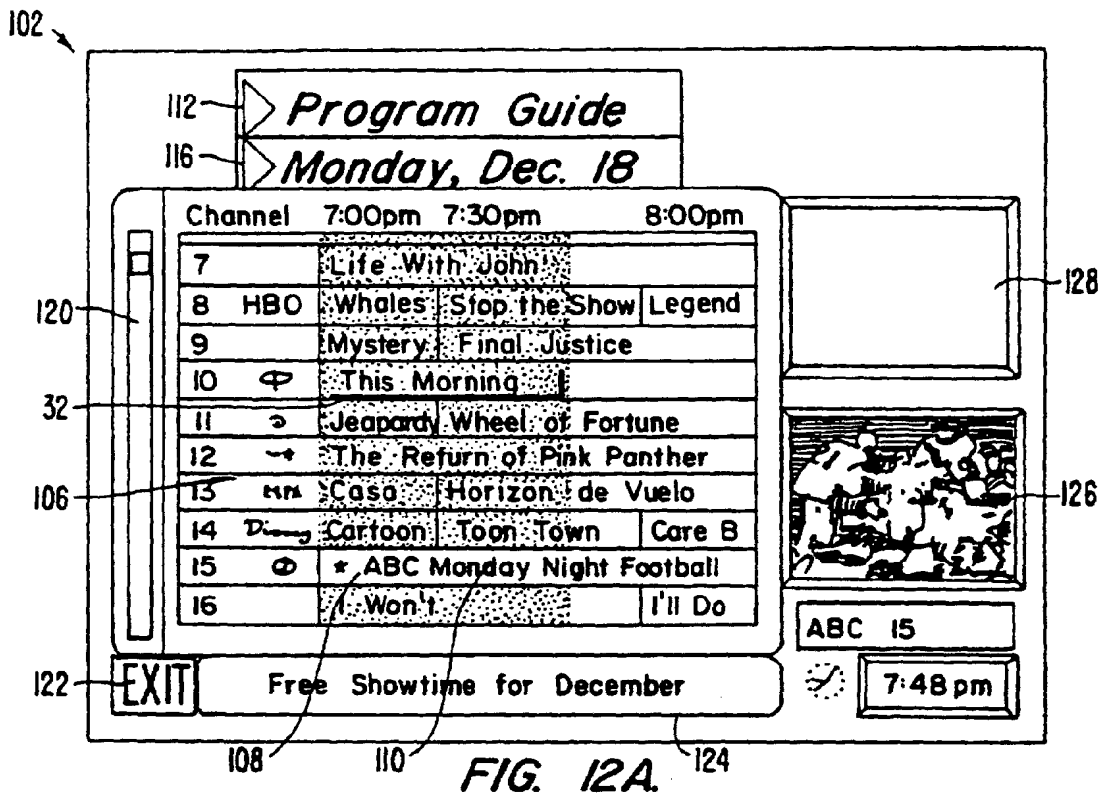 102
112 Program Guide
116 Monday, Dec. 18
Channel 7:00pm 7:30pm 8:00pm
7 Life With John
8 HBO Whales Stop the Show Legend
128
120
9 Mystery Final Justice
10 This Morning
32
11 Jeapardy Wheel of Fortune
12 The Return of Pink Panther
106
13 Casa Horizon de Vuelo
126
14 Disney Cartoon Toon Town Care B
15 * ABC Monday Night Football
16 I Won't I'll Do
ABC 15
122 EXIT Free Showtime for December 7:48 pm
108 110 124
FIG. 12A.